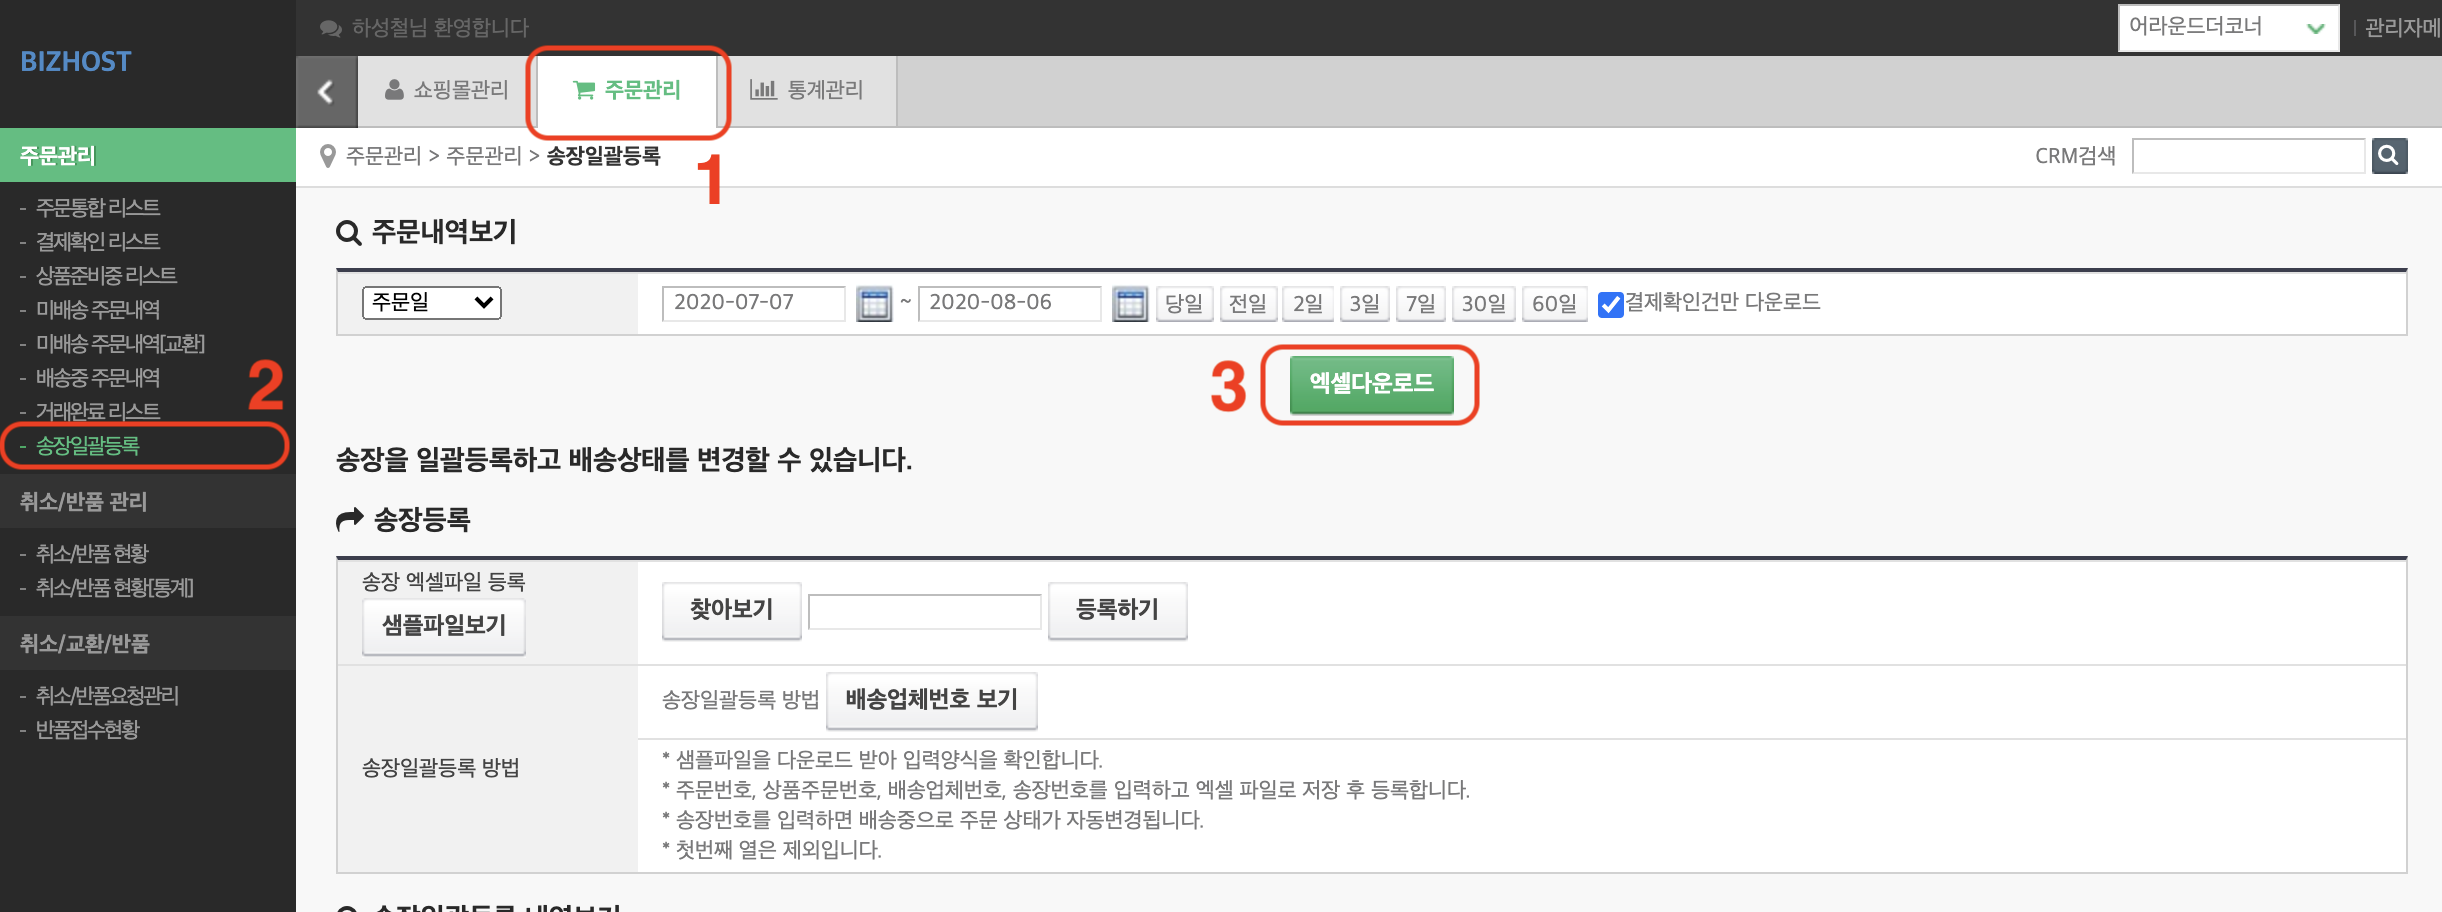 하성철님 환영합니다
어라운드더코너
관리자메
BIZHOST
쇼핑몰관리
주문관리
통계관리
1
주문관리
주문관리 > 주문관리 > 송장일괄등록
CRM검색
- 주문통합 리스트
- 결제확인 리스트
- 상품준비중 리스트
- 미배송 주문내역
- 미배송 주문내역[교환]
- 배송중 주문내역
- 거래완료 리스트
- 송장일괄등록
2
취소/반품 관리
- 취소/반품 현황
- 취소/반품 현황[통계]
취소/교환/반품
- 취소/반품요청관리
- 반품접수현황
주문내역보기
주문일 2020-07-07 ~ 2020-08-06 당일 전일 2일 3일 7일 30일 60일 결제확인건만 다운로드
3 엑셀다운로드
송장을 일괄등록하고 배송상태를 변경할 수 있습니다.
송장등록
송장 엑셀파일 등록
샘플파일보기
찾아보기 등록하기
송장일괄등록 방법
송장일괄등록 방법 배송업체번호 보기
* 샘플파일을 다운로드 받아 입력양식을 확인합니다.
* 주문번호, 상품주문번호, 배송업체번호, 송장번호를 입력하고 엑셀 파일로 저장 후 등록합니다.
* 송장번호를 입력하면 배송중으로 주문 상태가 자동변경됩니다.
* 첫번째 열은 제외입니다.
송장일괄등록 내역보기